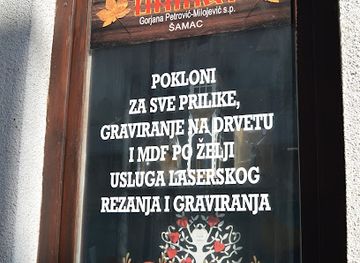 Gorjana Petrović-Milojević s.p.
ŠAMAC
POKLONI
ZA SVE PRILIKE,
GRAVIRANJE NA DRVETU
I MDF PO ŽELJI
USLUGA LASERSKOG
REZANJA I GRAVIRANJA